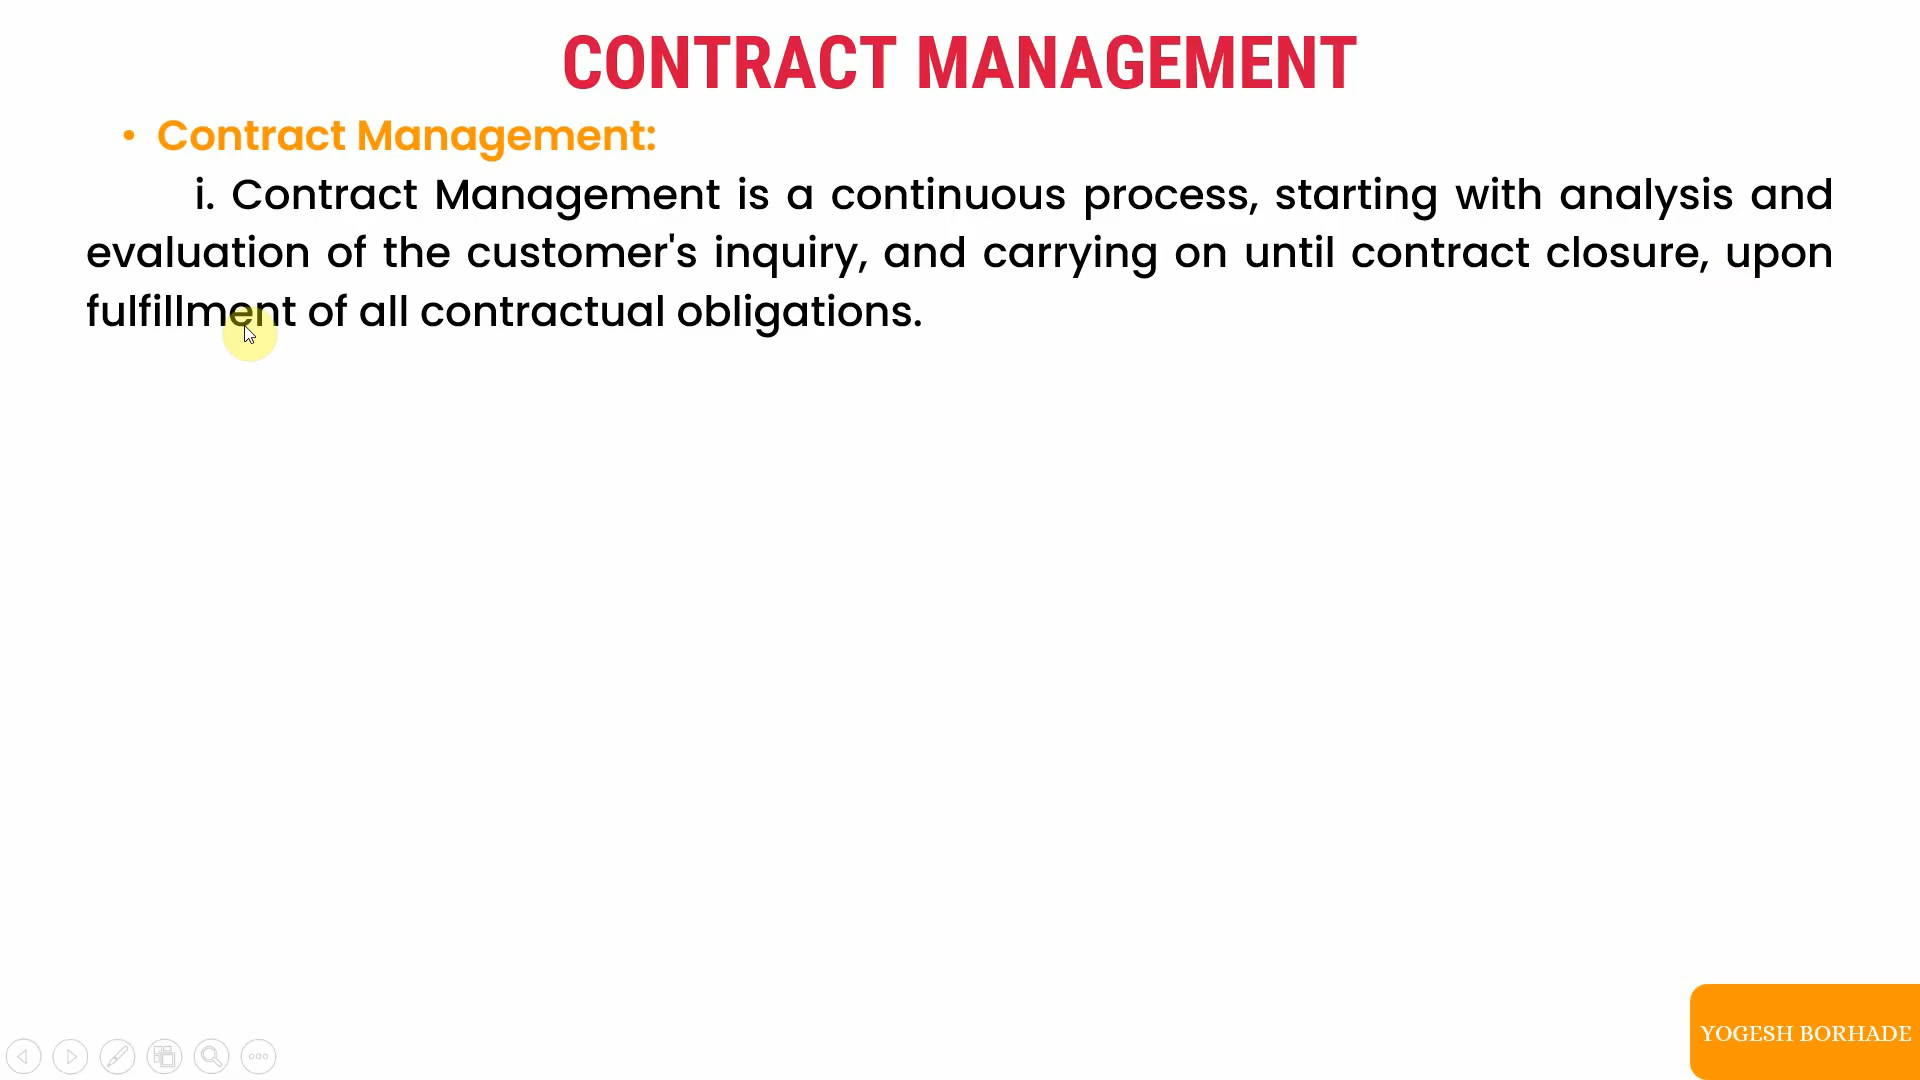 CONTRACT MANAGEMENT
• Contract Management:
i. Contract Management is a continuous process, starting with analysis and
evaluation of the customer's inquiry, and carrying on until contract closure, upon
fulfillment of all contractual obligations.
YOGESH BORHADE